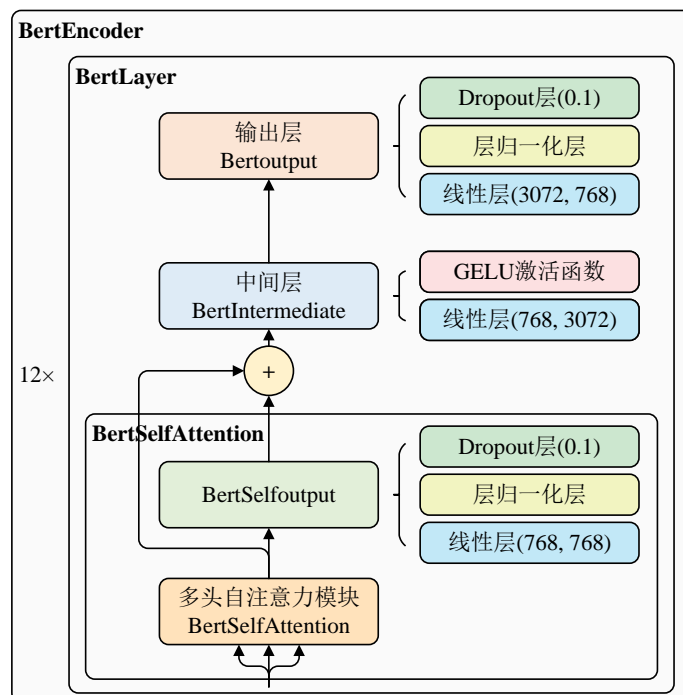 BertEncoder
BertLayer
输出层
Bertoutput
Dropout层(0.1)
层归一化层
线性层(3072, 768)
中间层
BertIntermediate
GELU激活函数
线性层(768, 3072)
12×
+
BertSelfAttention
BertSelfoutput
Dropout层(0.1)
层归一化层
线性层(768, 768)
多头自注意力模块
BertSelfAttention